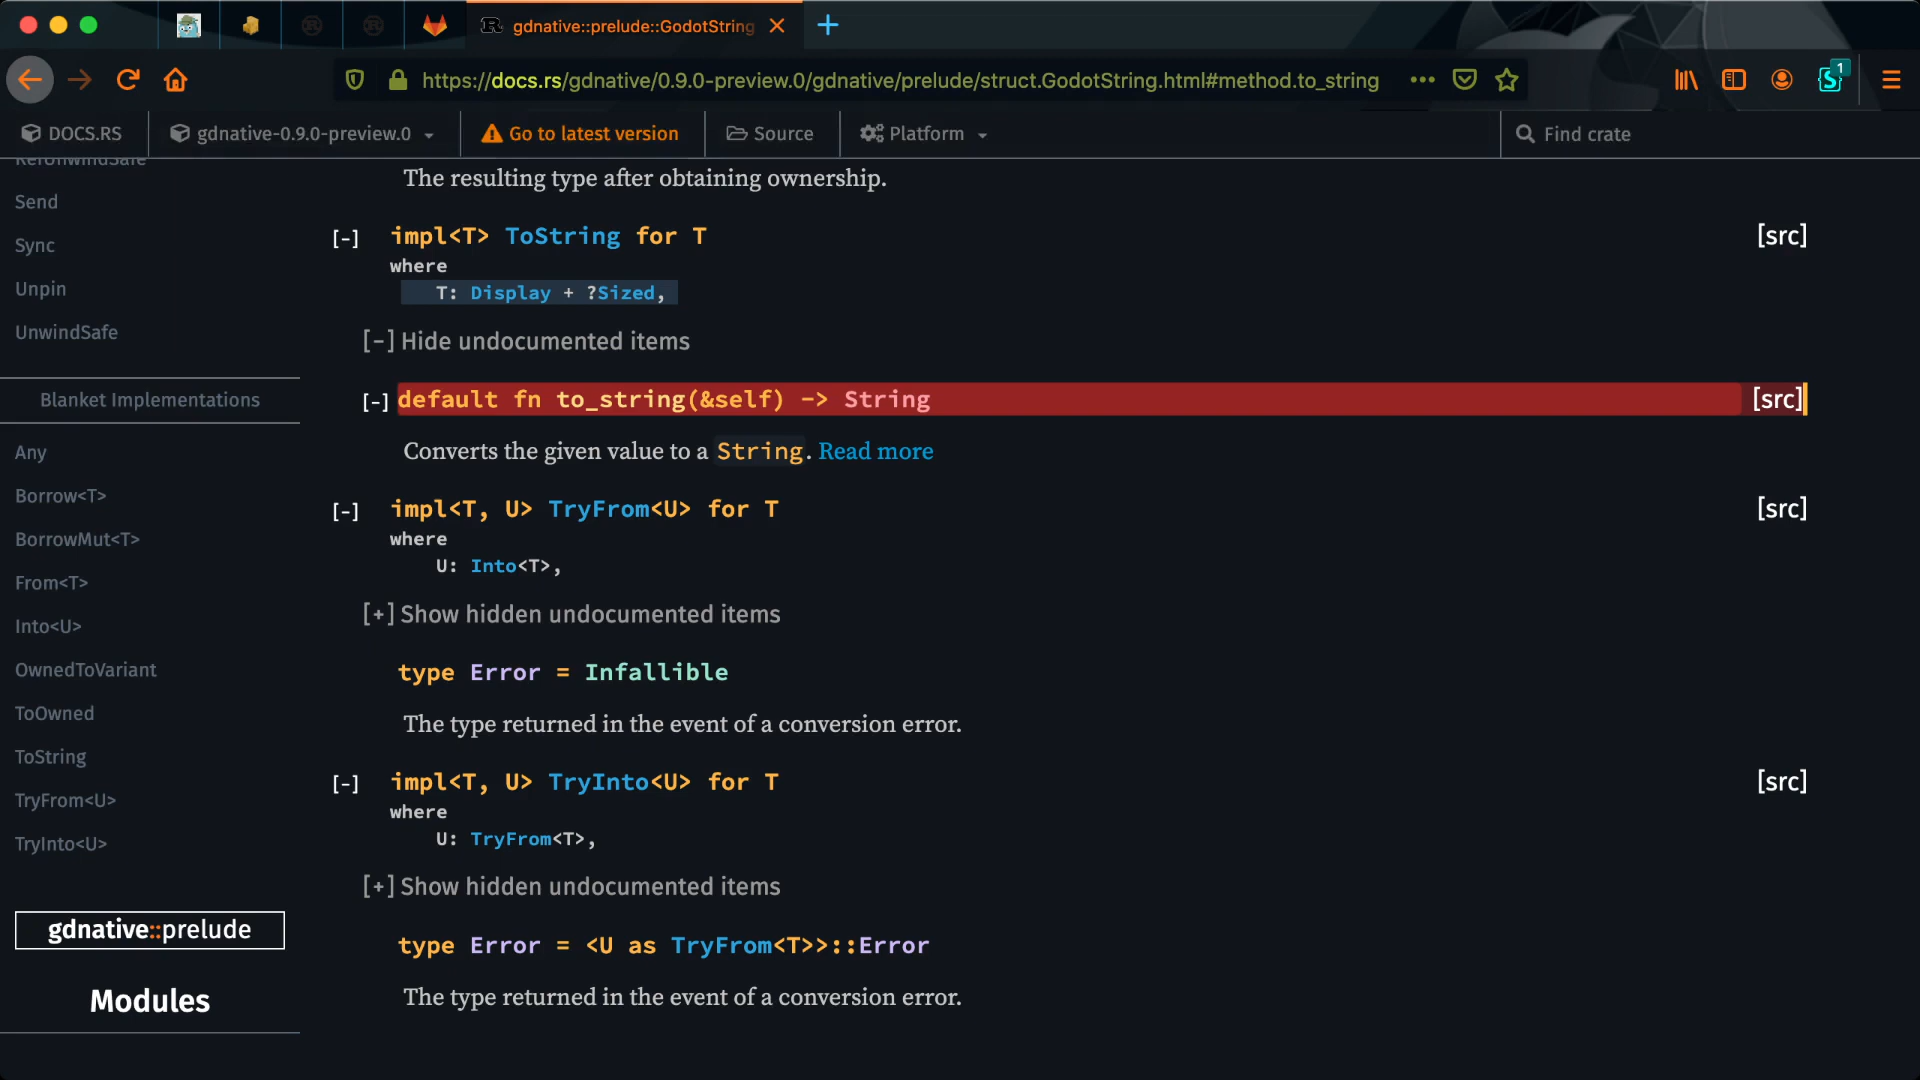 gdnative::prelude::GodotString
https://docs.rs/gdnative/0.9.0-preview.0/gdnative/prelude/struct.GodotString.html#method.to_string
1
DOCS.RS
gdnative-0.9.0-preview.0
Go to latest version
Source
Platform
Find crate
RefUnwindSafe
Send
Sync
Unpin
UnwindSafe
Blanket Implementations
Any
Borrow<T>
BorrowMut<T>
From<T>
Into<U>
OwnedToVariant
ToOwned
ToString
TryFrom<U>
TryInto<U>
gdnative::prelude
Modules
The resulting type after obtaining ownership.
[-] impl<T> ToString for T [src]
where
T: Display + ?Sized,
[-] Hide undocumented items
[-] default fn to_string(&self) -> String [src]
Converts the given value to a String. Read more
[-] impl<T, U> TryFrom<U> for T [src]
where
U: Into<T>,
[+] Show hidden undocumented items
type Error = Infallible
The type returned in the event of a conversion error.
[-] impl<T, U> TryInto<U> for T [src]
where
U: TryFrom<T>,
[+] Show hidden undocumented items
type Error = <U as TryFrom<T>>::Error
The type returned in the event of a conversion error.